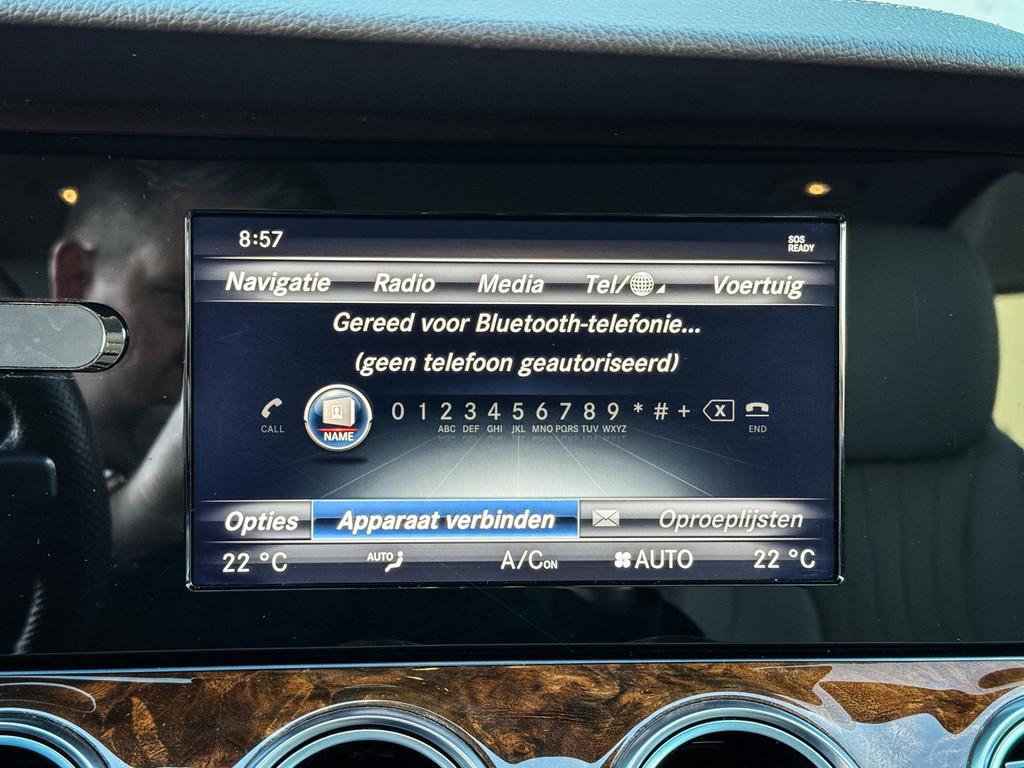 8:57 SOS READY
Navigatie Radio Media Tel/ Voertuig
Gereed voor Bluetooth-telefonie...
(geen telefoon geautoriseerd)
CALL NAME 0 1 2 3 4 5 6 7 8 9 * # + X END
ABC DEF GHI JKL MNO PQRS TUV WXYZ
Opties Apparaat verbinden Oproeplijsten
22 °C AUTO A/C ON AUTO 22 °C